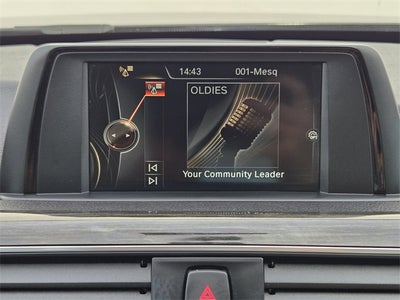 14:43 001-Mesq
OLDIES
Your Community Leader